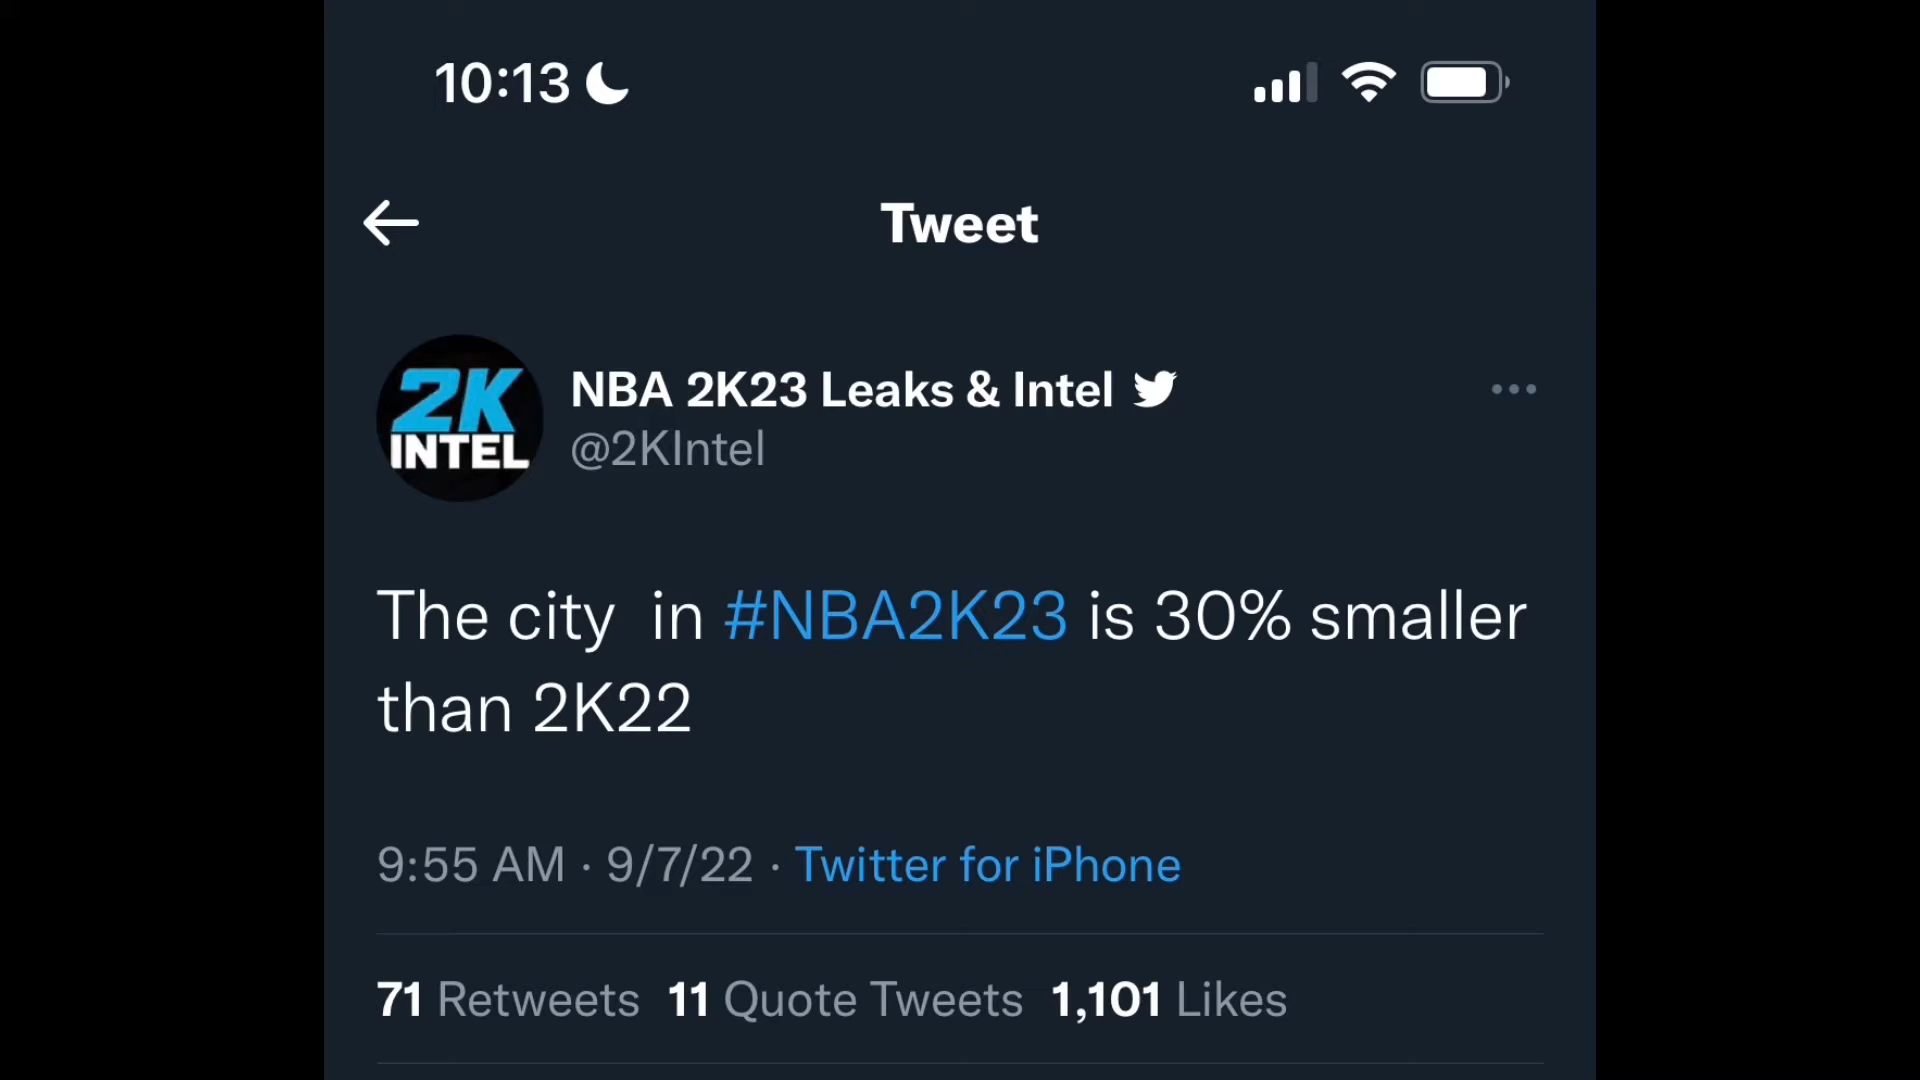 10:13
Tweet
2K
INTEL
NBA 2K23 Leaks & Intel
@2KIntel
The city  in #NBA2K23 is 30% smaller
than 2K22
9:55 AM · 9/7/22 · Twitter for iPhone
71 Retweets 11 Quote Tweets 1,101 Likes